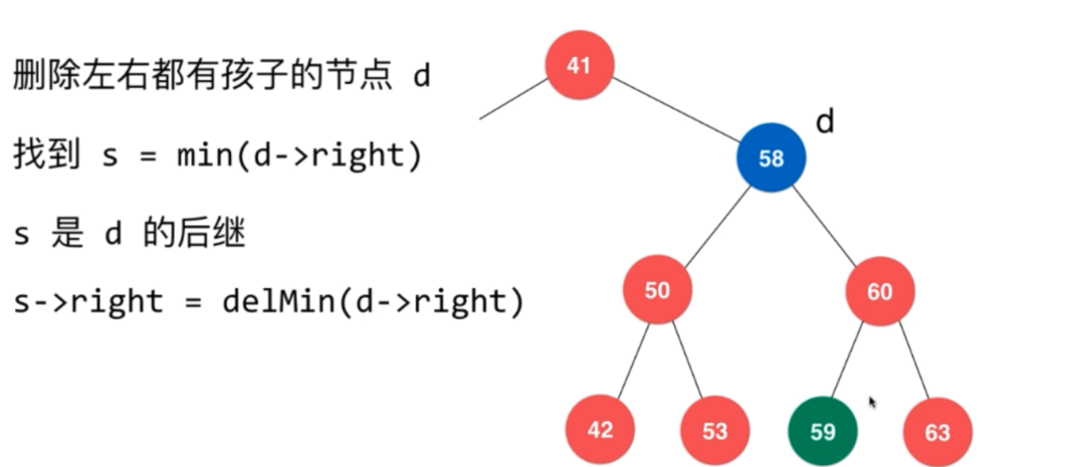 删除左右都有孩子的节点 d
找到 s = min(d->right)
s 是 d 的后继
s->right = delMin(d->right)
41
d
58
50
60
42
53
59
63